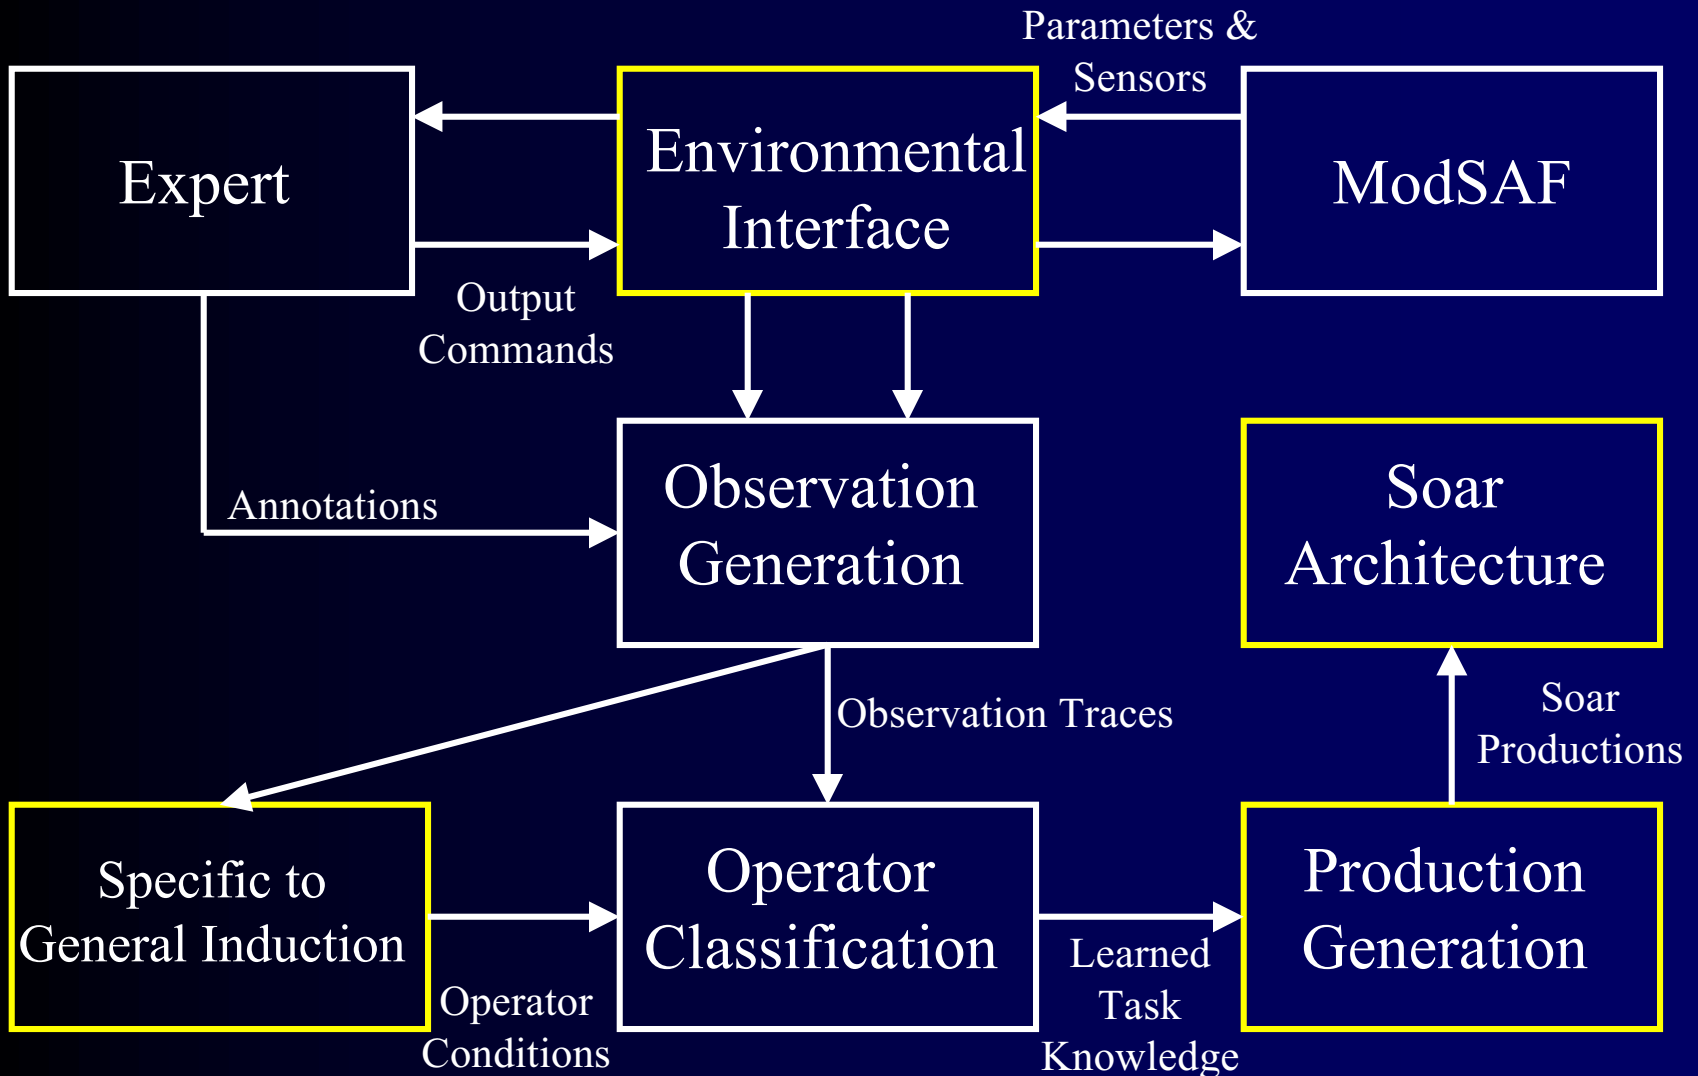 Parameters &
Sensors
Expert
Environmental
Interface
ModSAF
Output
Commands
Annotations
Observation
Generation
Soar
Architecture
Observation Traces
Soar
Productions
Specific to
General Induction
Operator
Classification
Production
Generation
Operator
Conditions
Learned
Task
Knowledge